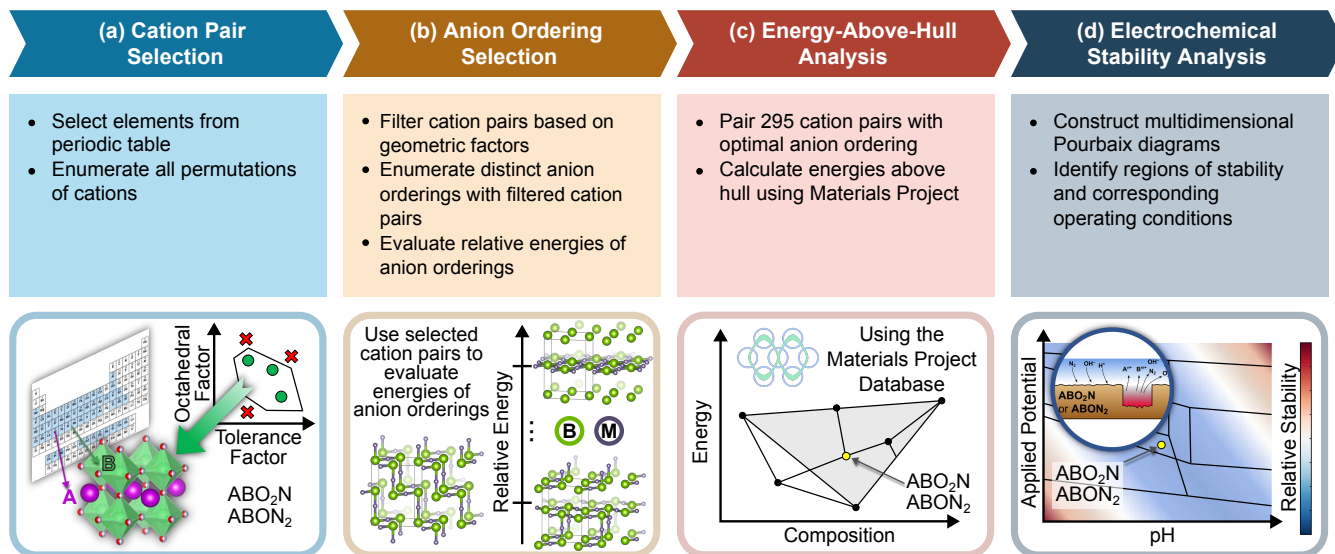 (a) Cation Pair
Selection
(b) Anion Ordering
Selection
(c) Energy-Above-Hull
Analysis
(d) Electrochemical
Stability Analysis
• Select elements from
periodic table
• Enumerate all permutations
of cations
• Filter cation pairs based on
geometric factors
• Enumerate distinct anion
orderings with filtered cation
pairs
• Evaluate relative energies of
anion orderings
• Pair 295 cation pairs with
optimal anion ordering
• Calculate energies above
hull using Materials Project
• Construct multidimensional
Pourbaix diagrams
• Identify regions of stability
and corresponding
operating conditions
Octahedral
Factor
Tolerance
Factor
A
B
ABO₂N
ABON₂
Use selected
cation pairs to
evaluate
energies of
anion orderings
Relative Energy
B
M
Using the
Materials Project
Database
Energy
Composition
ABO₂N
ABON₂
Applied Potential
pH
Relative Stability
N₂
OH⁻
H⁺
OH⁻
N₂
ABO₂N
or ABON₂
ABO₂N
ABON₂